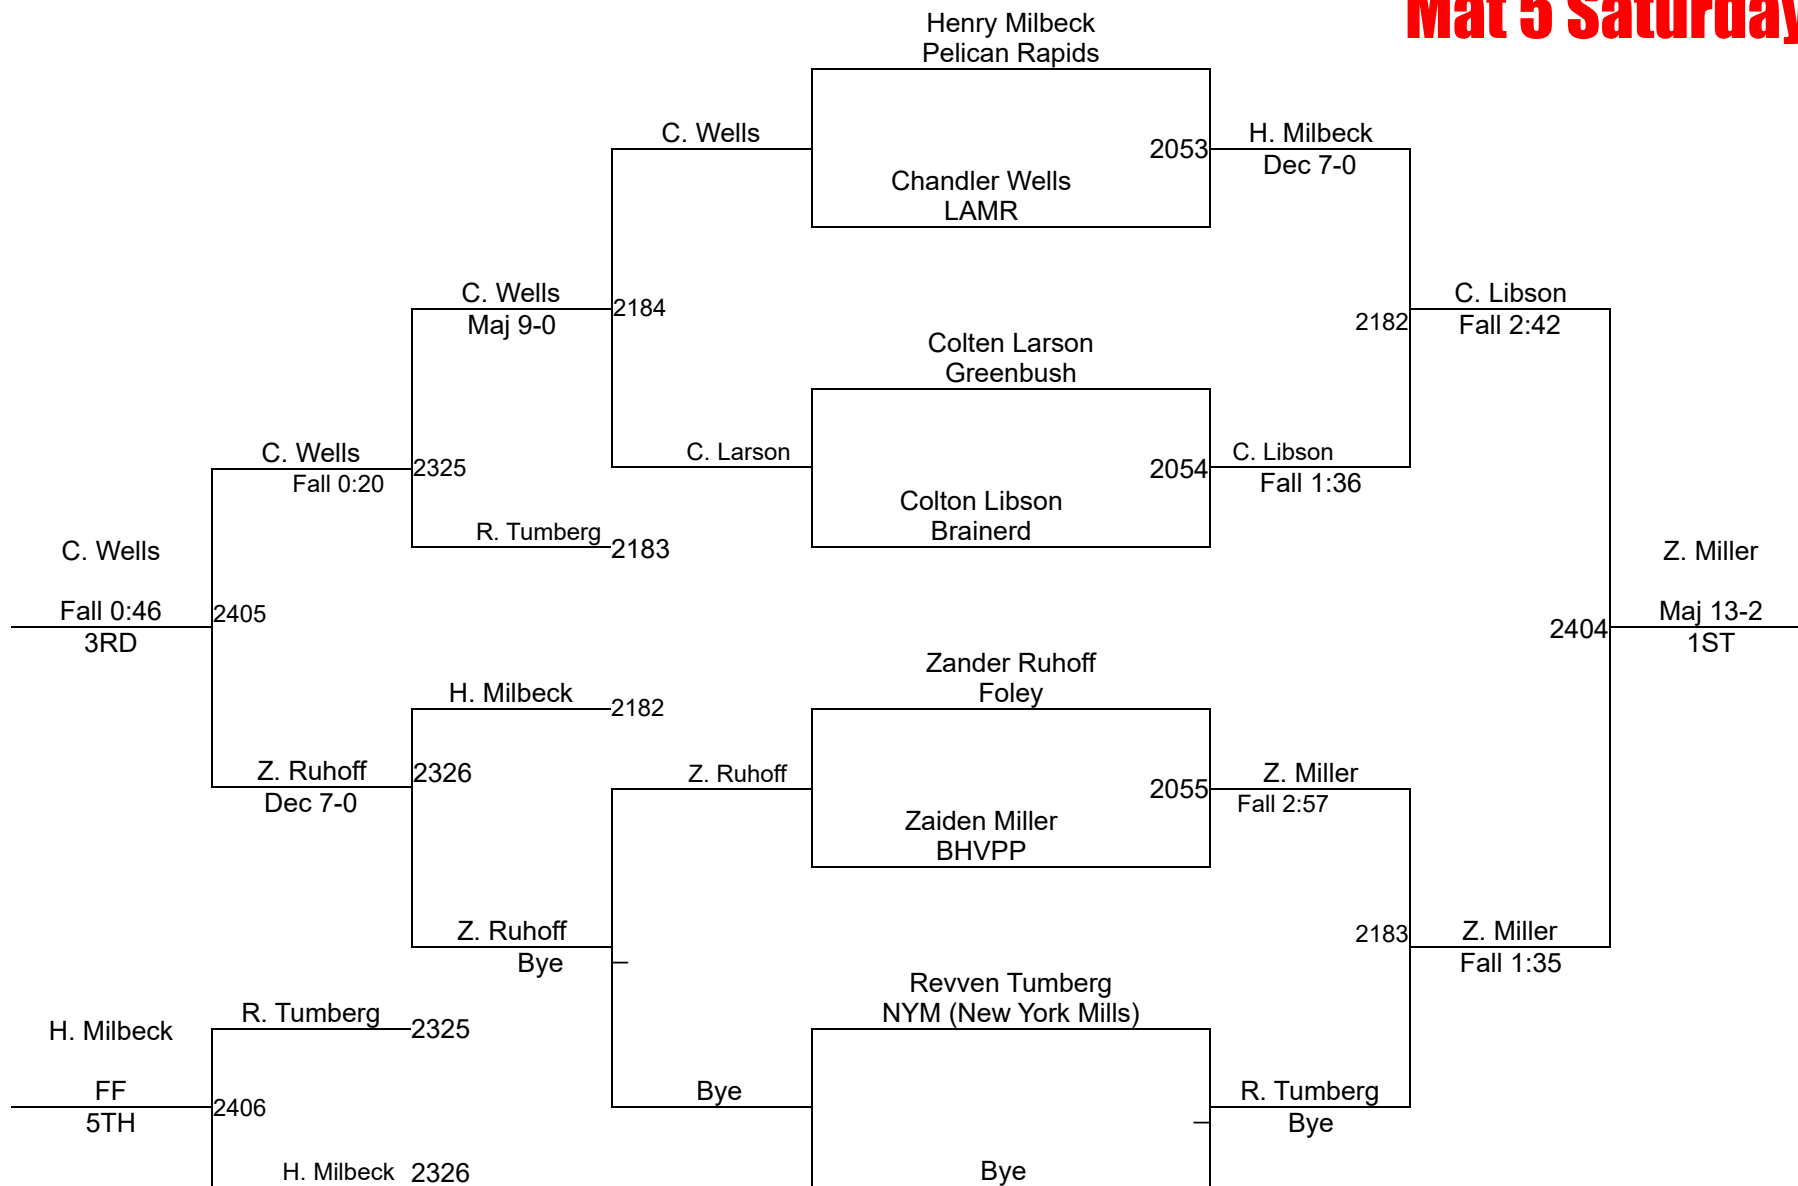 Mat 5 Saturday
Henry Milbeck
Pelican Rapids
C. Wells
2053
H. Milbeck
Dec 7-0
Chandler Wells
LAMR
C. Wells
Maj 9-0
2184
2182
C. Libson
Fall 2:42
Colten Larson
Greenbush
C. Wells
Fall 0:20
2325
C. Larson
2054
C. Libson
Fall 1:36
Colton Libson
Brainerd
R. Tumberg
2183
C. Wells
Fall 0:46
3RD
2405
2404
Z. Miller
Maj 13-2
1ST
Zander Ruhoff
Foley
H. Milbeck
2182
Z. Ruhoff
Dec 7-0
2326
Z. Ruhoff
2055
Z. Miller
Fall 2:57
Zaiden Miller
BHVPP
Z. Ruhoff
Bye
2183
Z. Miller
Fall 1:35
Revven Tumberg
NYM (New York Mills)
R. Tumberg
2325
H. Milbeck
FF
5TH
2406
Bye
R. Tumberg
Bye
H. Milbeck
2326
Bye